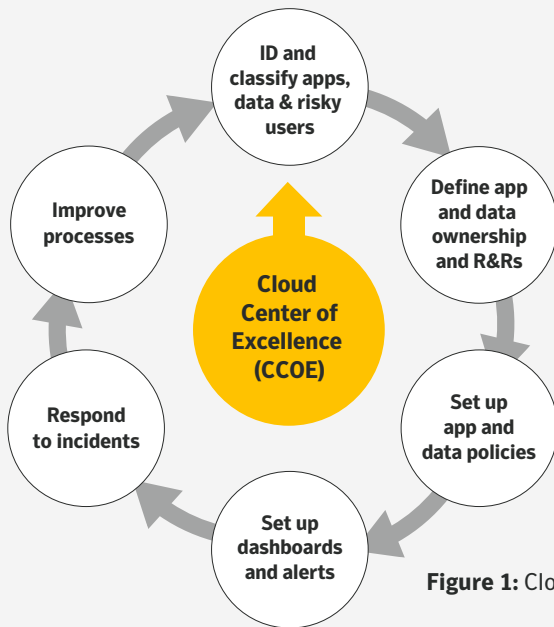 ID and
classify apps,
data & risky
users
Define app
and data
ownership
and R&Rs
Set up
app and
data policies
Set up
dashboards
and alerts
Respond
to incidents
Improve
processes
Cloud
Center of
Excellence
(CCOE)
Figure 1: Clo